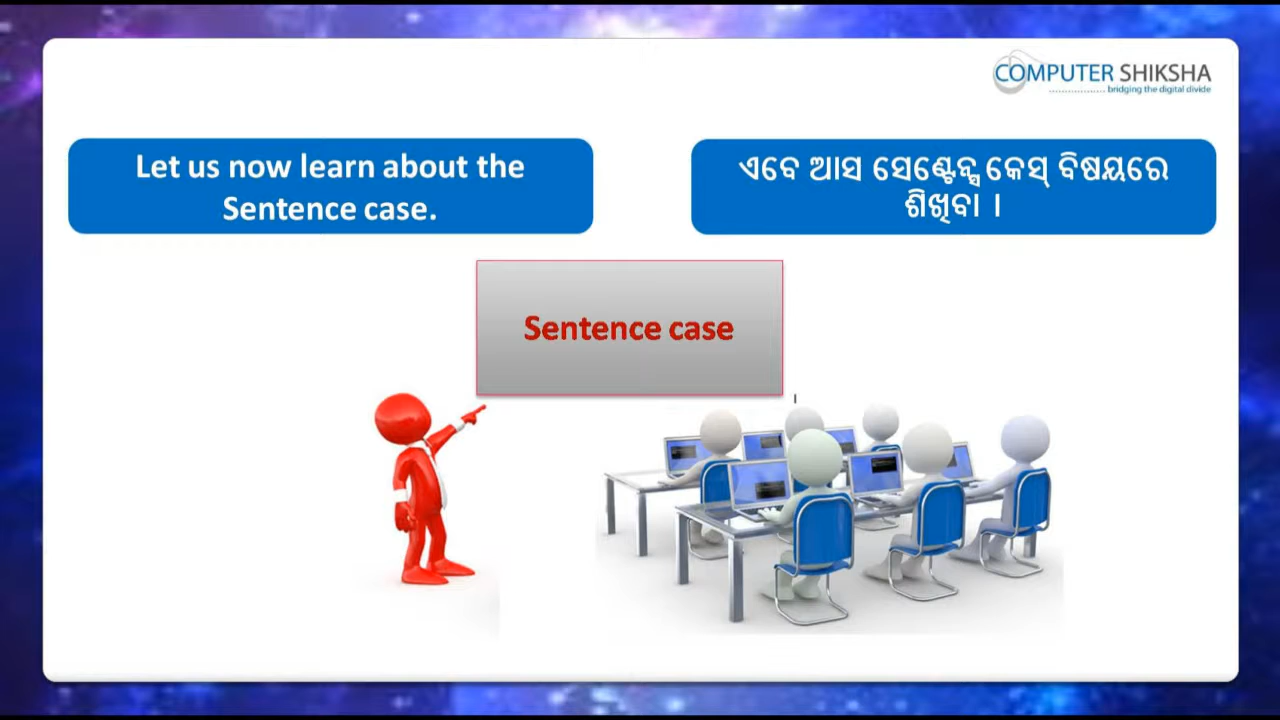 COMPUTER SHIKSHA
bridging the digital divide
Let us now learn about the
Sentence case.
ଏବେ ଆସ ସେଣ୍ଟେନ୍ସ୍ କେସ୍ ବିଷୟରେ
ଶିଖିବା ।
Sentence case